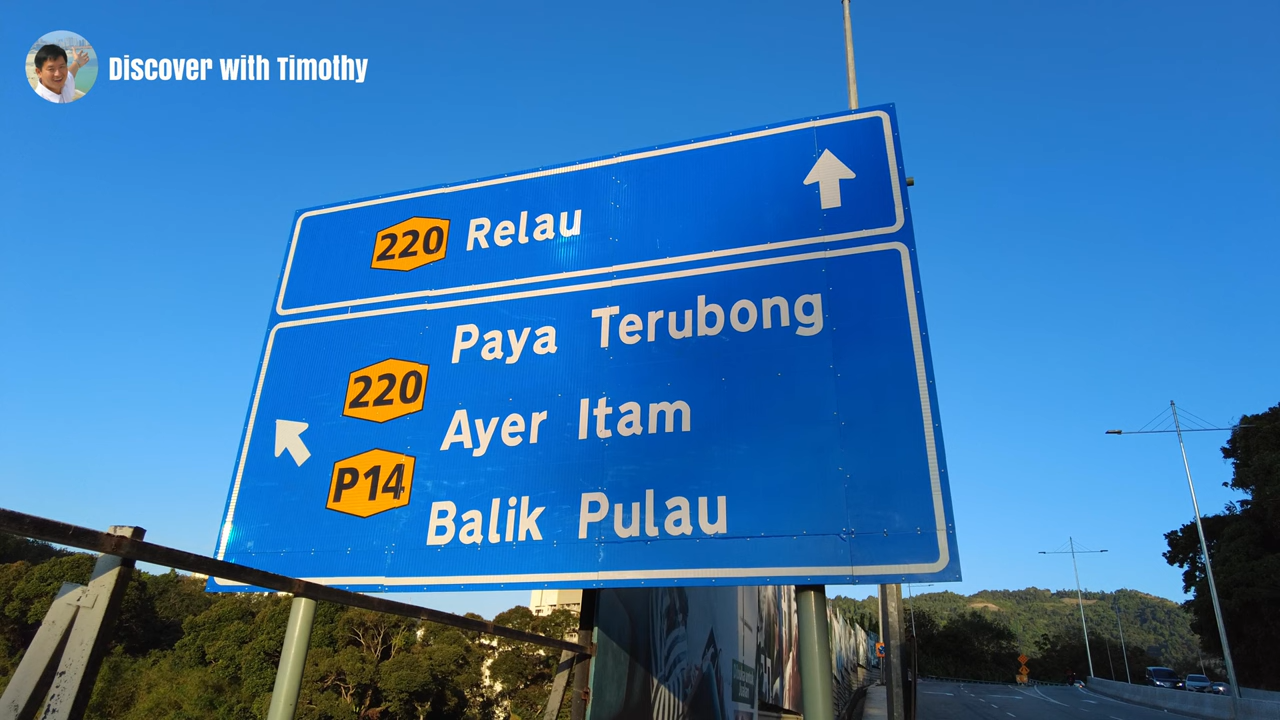 Discover with Timothy
220 Relau
Paya Terubong
220
Ayer Itam
P14
Balik Pulau